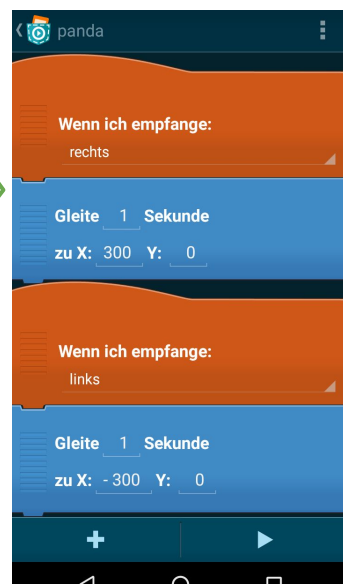 panda
Wenn ich empfange:
rechts
Gleite 1 Sekunde
zu X: 300 Y: 0
Wenn ich empfange:
links
Gleite 1 Sekunde
zu X: - 300 Y: 0